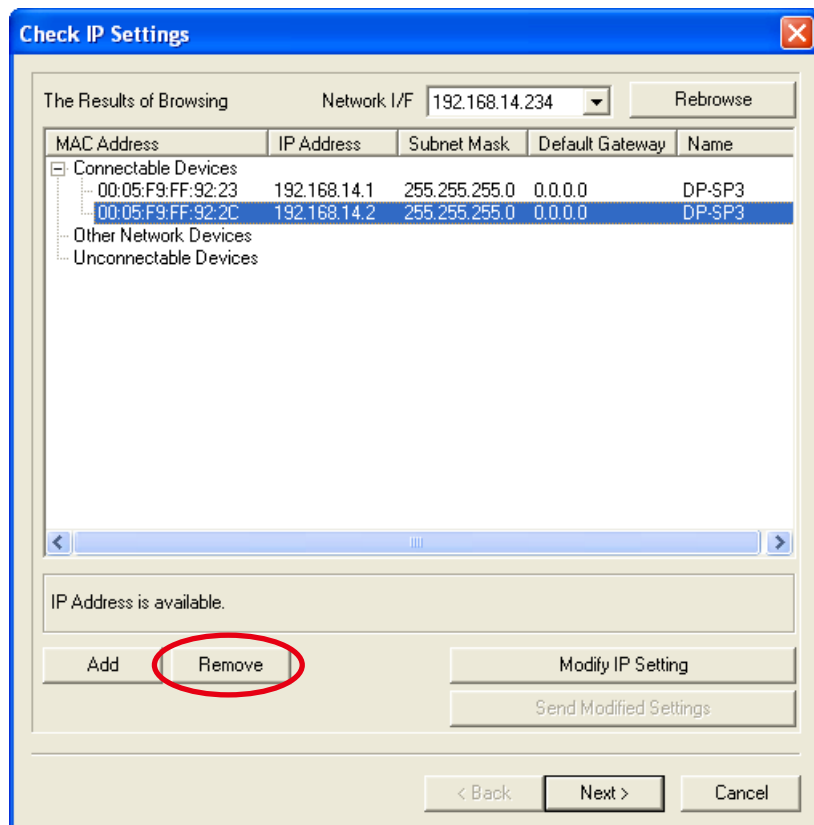 Check IP Settings
The Results of Browsing Network I/F 192.168.14.234 Rebrowse
MAC Address IP Address Subnet Mask Default Gateway Name
Connectable Devices
00:05:F9:FF:92:23 192.168.14.1 255.255.255.0 0.0.0.0 DP-SP3
00:05:F9:FF:92:2C 192.168.14.2 255.255.255.0 0.0.0.0 DP-SP3
Other Network Devices
Unconnectable Devices
IP Address is available.
Add Remove Modify IP Setting
Send Modified Settings
< Back Next > Cancel